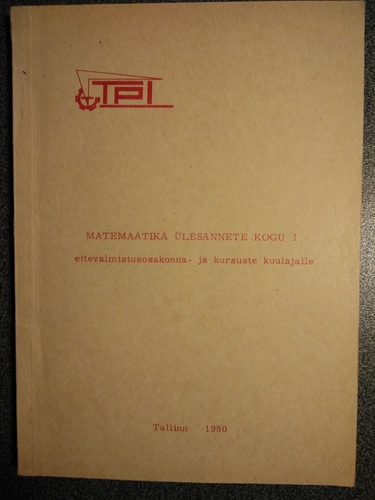 TPI
MATEMAATIKA ÜLESANNETE KOGU I
ettevalmistusosakonna- ja kursuste kuulajaile
Tallinn 1980